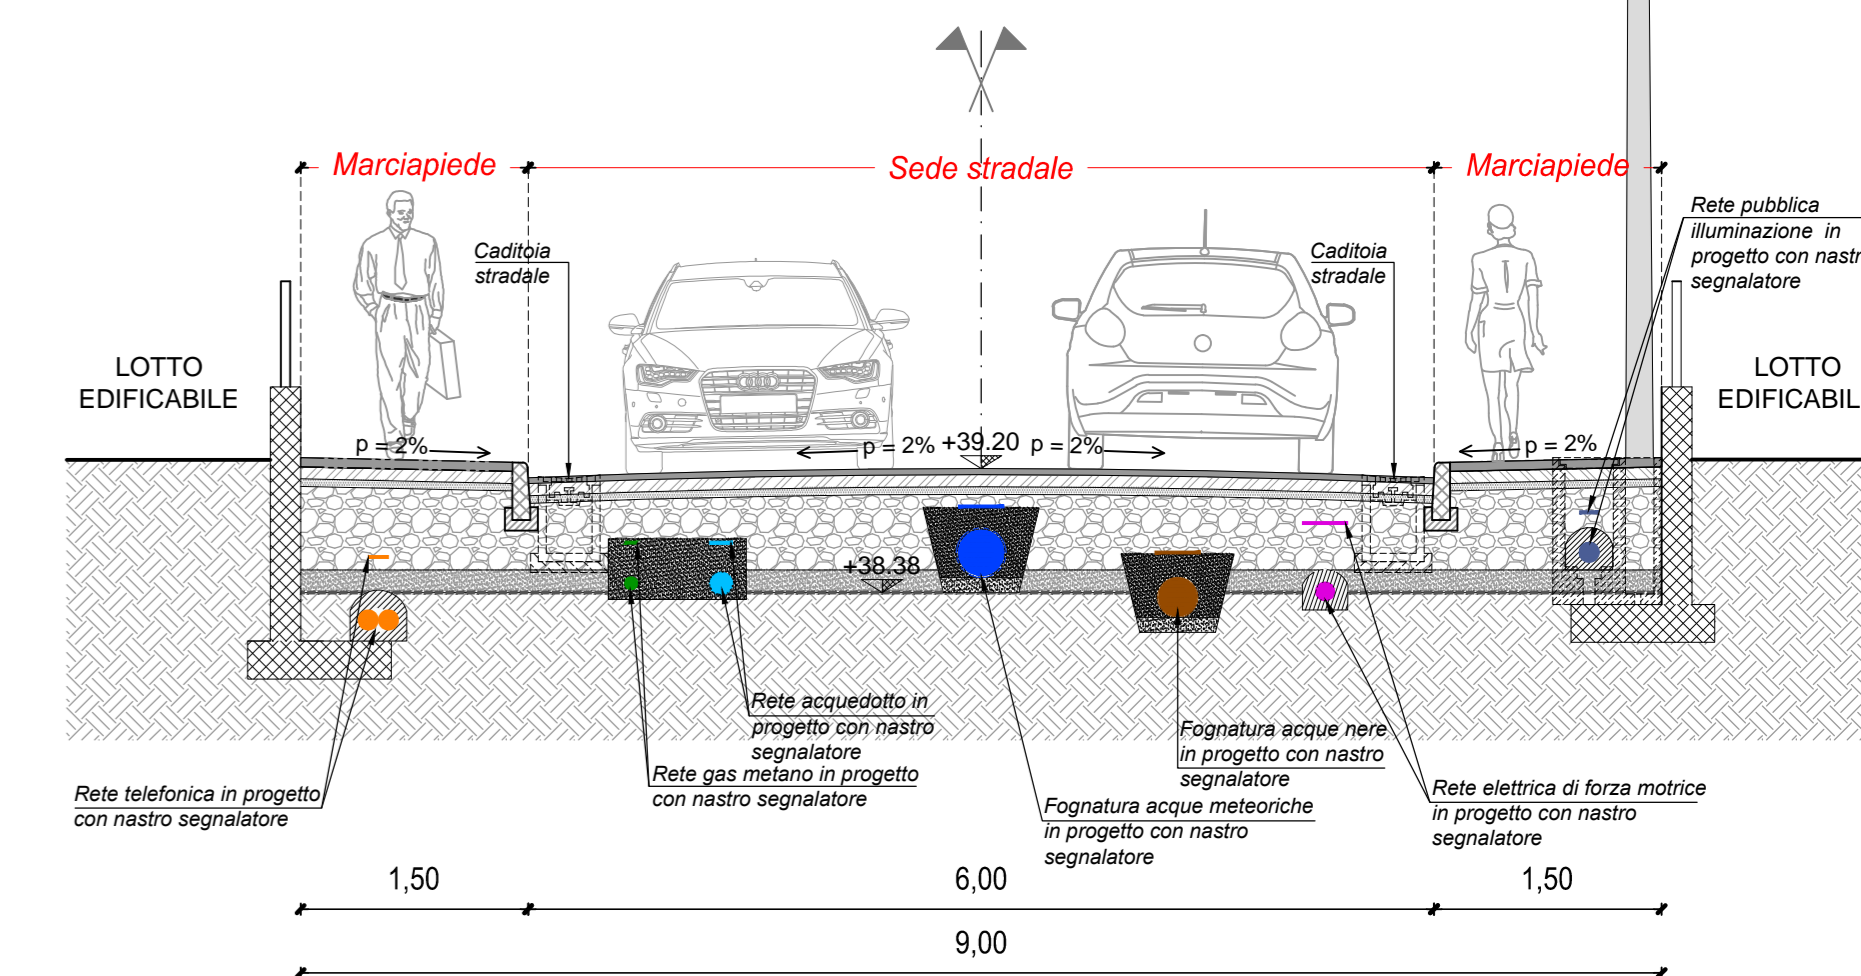 Marciapiede
Sede stradale
Marciapiede
Rete pubblica
illuminazione in
progetto con nastr
segnalatore
Caditoia
stradale
Caditoia
stradale
LOTTO
EDIFICABILE
LOTTO
EDIFICABIL
p = 2%
p = 2%
+39.20
p = 2%
p = 2%
+38.38
Rete acquedotto in
progetto con nastro
segnalatore
Rete gas metano in progetto
con nastro segnalatore
Fognatura acque nere
in progetto con nastro
segnalatore
Rete telefonica in progetto
con nastro segnalatore
Fognatura acque meteoriche
in progetto con nastro
segnalatore
Rete elettrica di forza motrice
in progetto con nastro
segnalatore
1,50
6,00
1,50
9,00